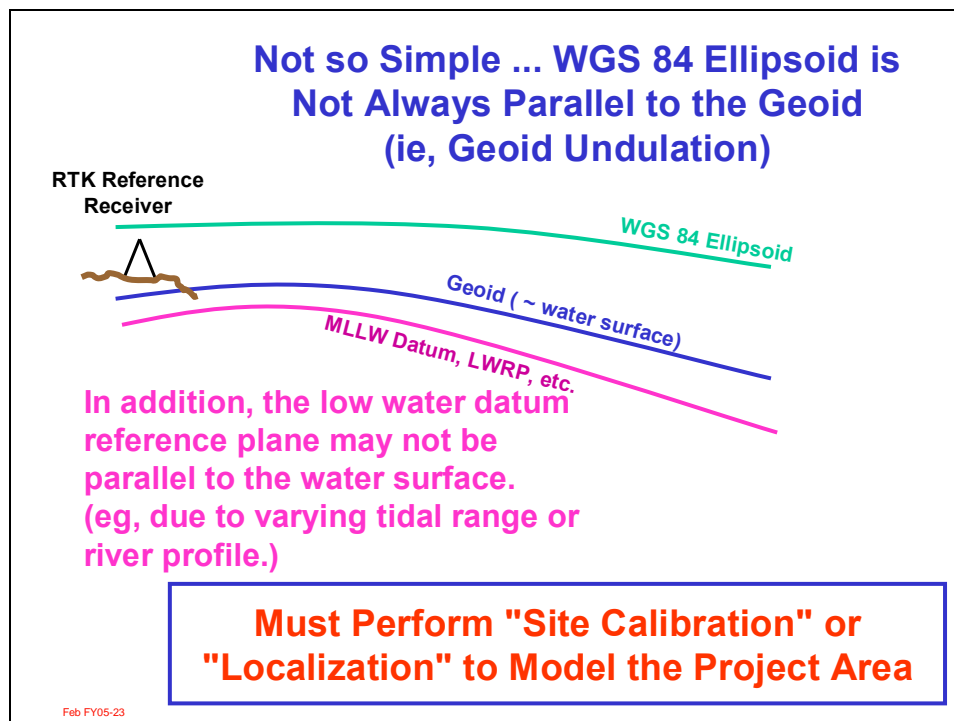 Not so Simple ... WGS 84 Ellipsoid is
Not Always Parallel to the Geoid
(ie, Geoid Undulation)
RTK Reference
Receiver
WGS 84 Ellipsoid
Geoid ( ~ water surface)
MLLW Datum, LWRP, etc.
In addition, the low water datum
reference plane may not be
parallel to the water surface.
(eg, due to varying tidal range or
river profile.)
Must Perform "Site Calibration" or
"Localization" to Model the Project Area
Feb FY05-23